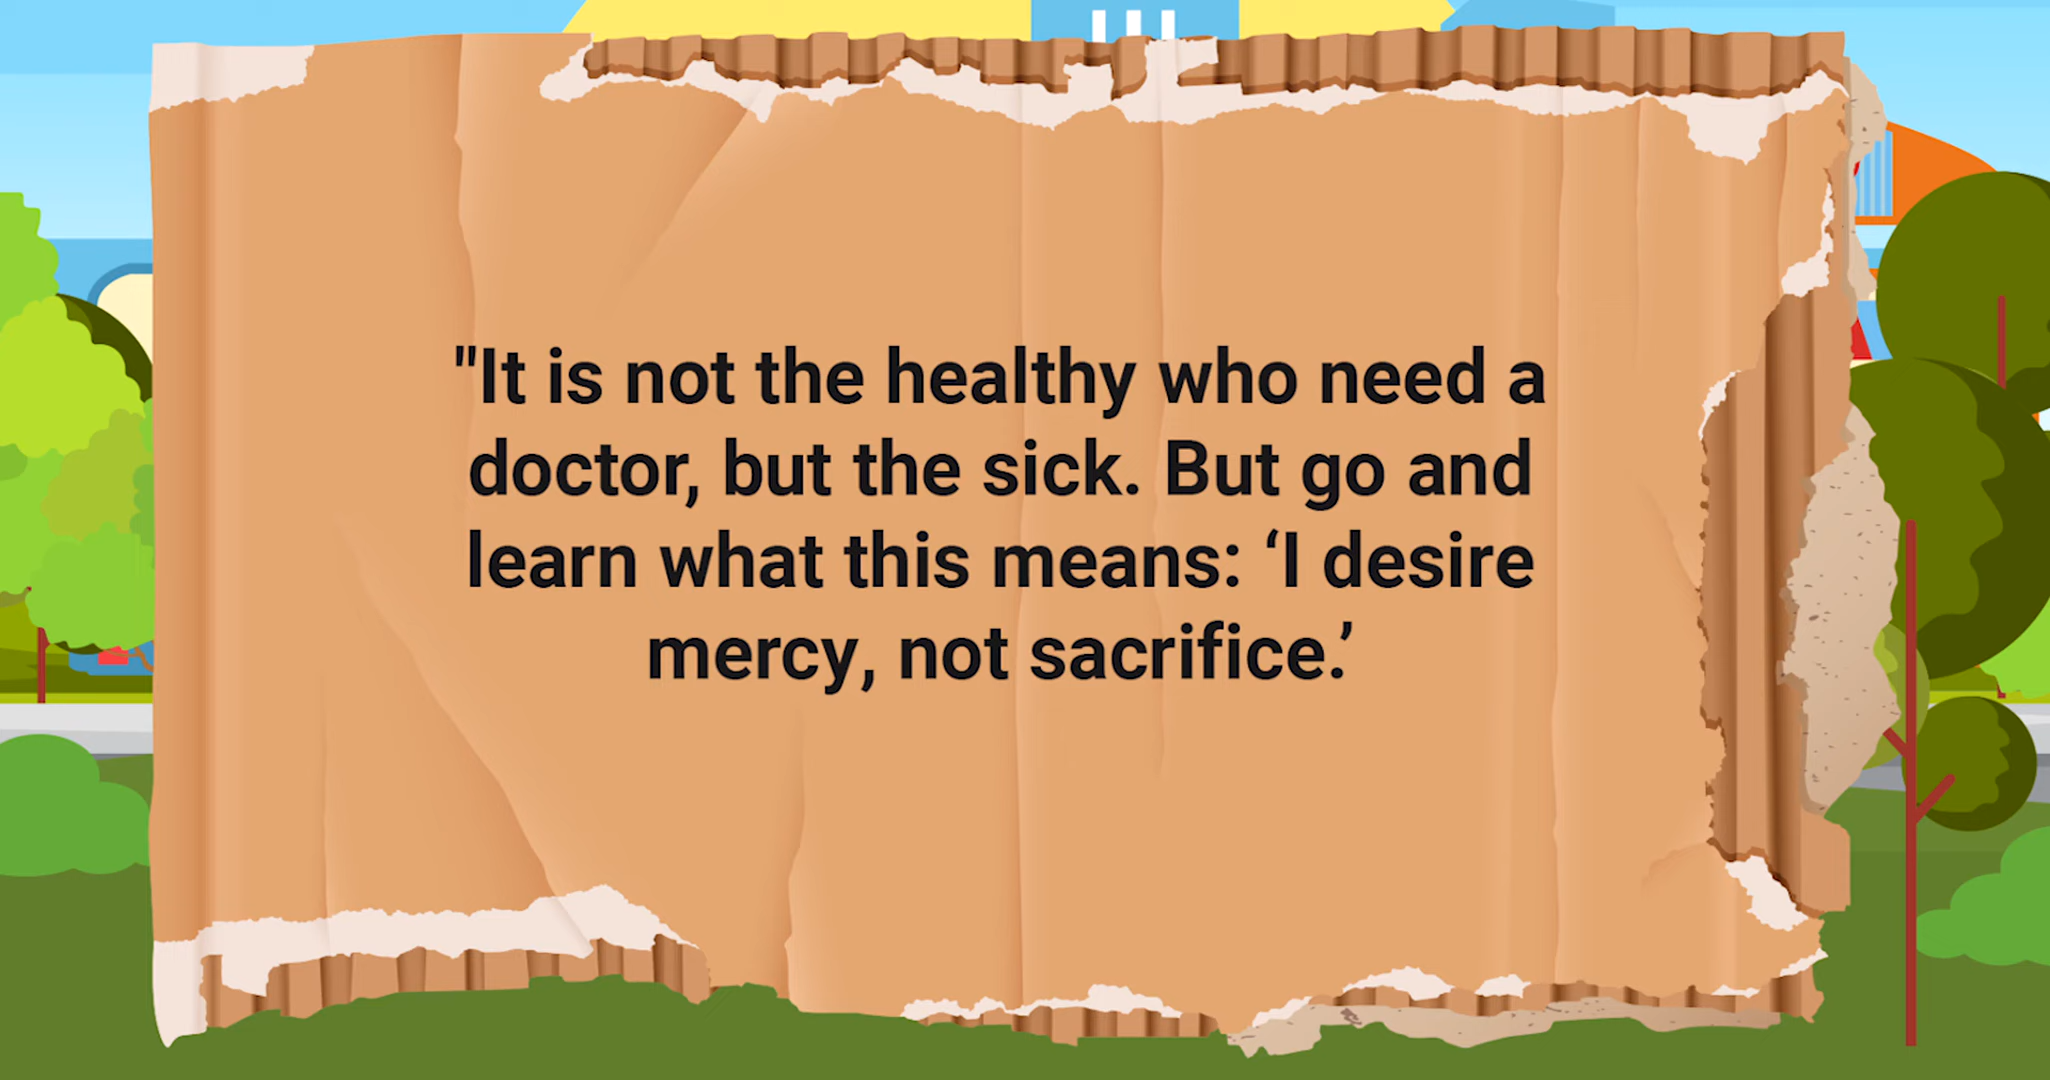 "It is not the healthy who need a
doctor, but the sick. But go and
learn what this means: ‘I desire
mercy, not sacrifice.’